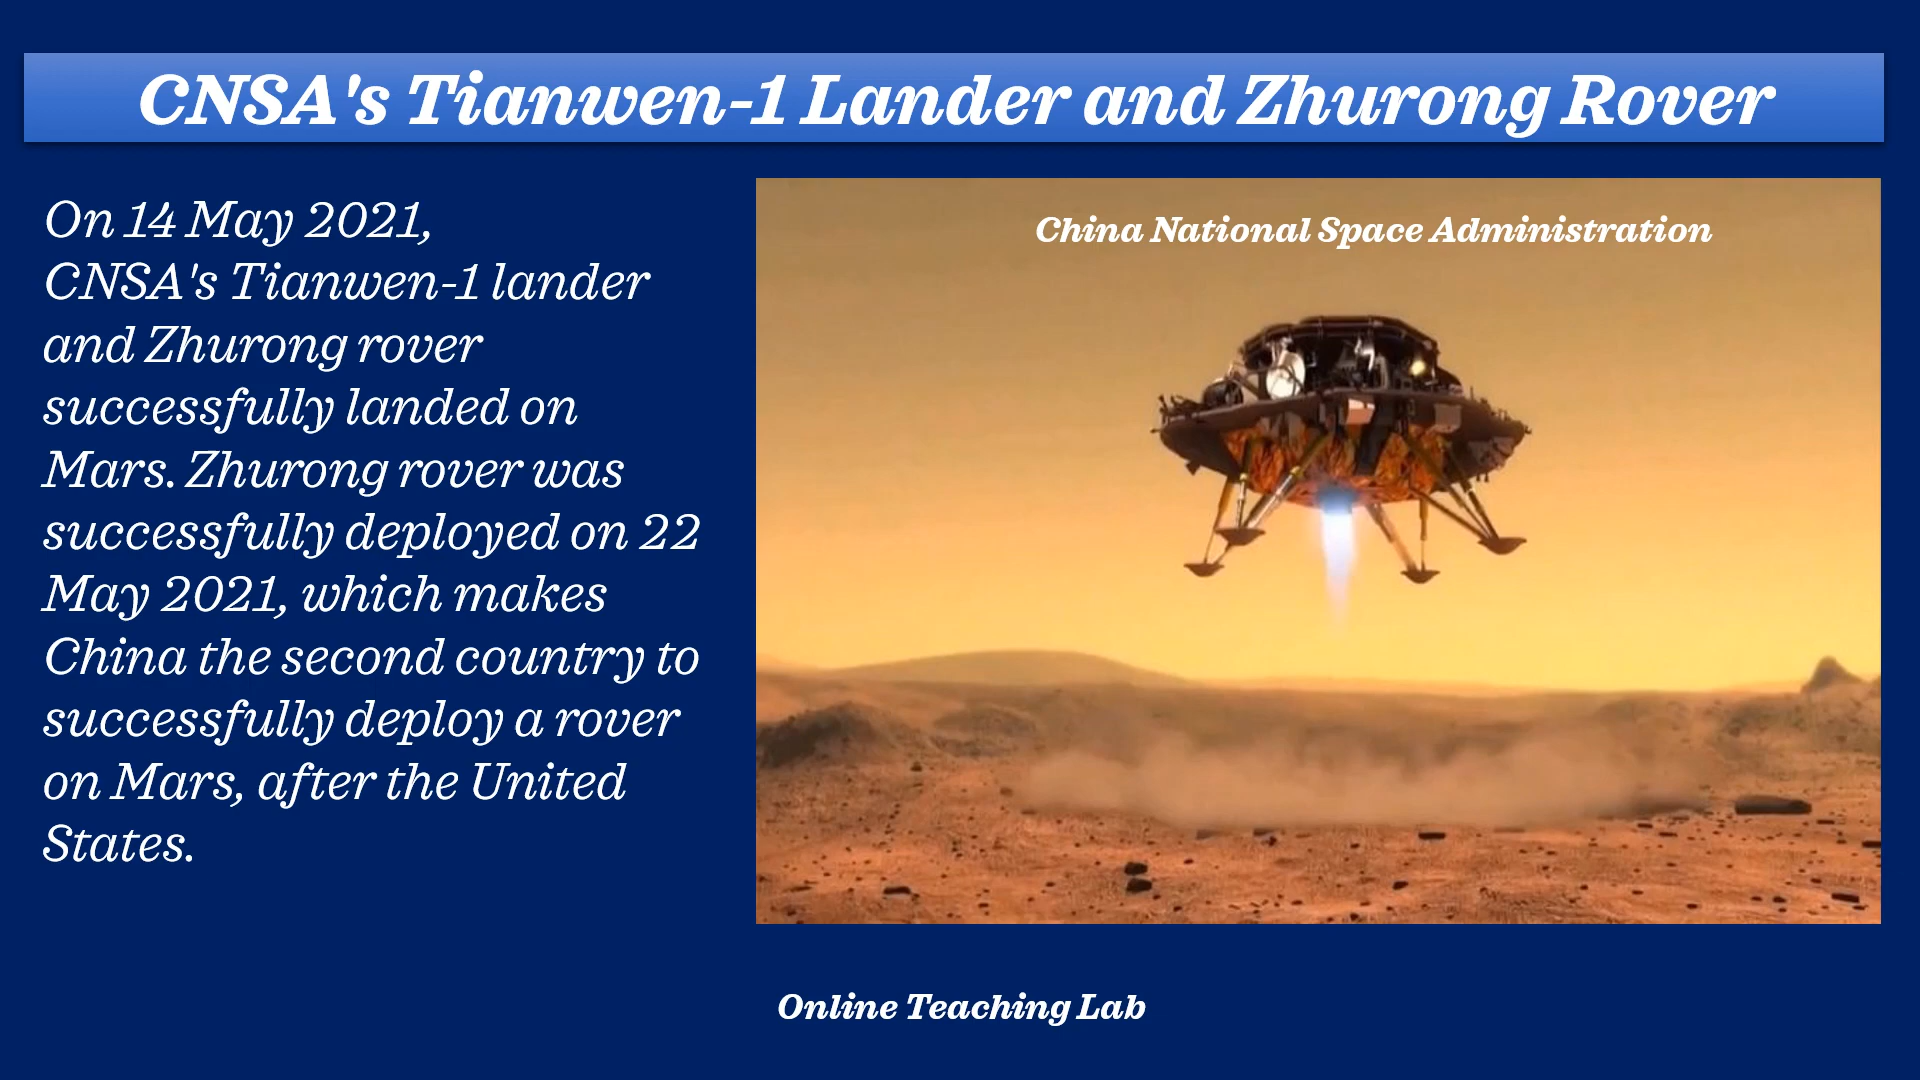 CNSA's Tianwen-1 Lander and Zhurong Rover
On 14 May 2021,
CNSA's Tianwen-1 lander
and Zhurong rover
successfully landed on
Mars. Zhurong rover was
successfully deployed on 22
May 2021, which makes
China the second country to
successfully deploy a rover
on Mars, after the United
States.
China National Space Administration
Online Teaching Lab